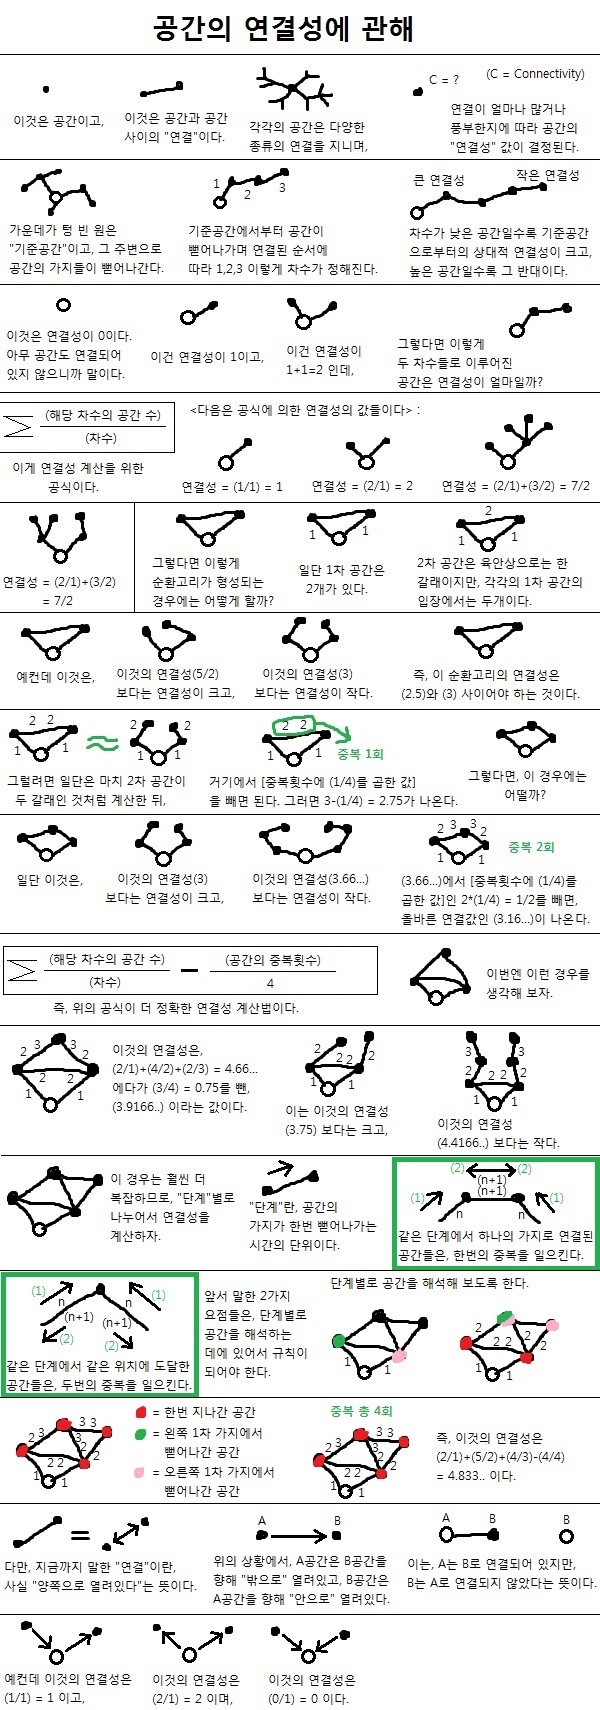 공간의 연결성에 관해
이것은 공간이고,
이것은 공간과 공간
사이의 "연결"이다.
각각의 공간은 다양한
종류의 연결을 지니며,
C = ?
(C = Connectivity)
연결이 얼마나 많거나
풍부한지에 따라 공간의
"연결성" 값이 결정된다.
가운데가 텅 빈 원은
"기준공간"이고, 그 주변으로
공간의 가지들이 뻗어나간다.
1 2 3
기준공간에서부터 공간이
뻗어나가며 연결된 순서에
따라 1,2,3 이렇게 차수가 정해진다.
큰 연결성
작은 연결성
차수가 낮은 공간일수록 기준공간
으로부터의 상대적 연결성이 크고,
높은 공간일수록 그 반대이다.
이것은 연결성이 0이다.
아무 공간도 연결되어
있지 않으니까 말이다.
이건 연결성이 1이고,
이건 연결성이
1+1=2 인데,
그렇다면 이렇게
두 차수들로 이루어진
공간은 연결성이 얼마일까?
∑ (해당 차수의 공간 수)
(차수)
이게 연결성 계산을 위한
공식이다.
<다음은 공식에 의한 연결성의 값들이다> :
연결성 = (1/1) = 1
연결성 = (2/1) = 2
연결성 = (2/1)+(3/2) = 7/2
연결성 = (2/1)+(3/2)
= 7/2
그렇다면 이렇게
순환고리가 형성되는
경우에는 어떻게 할까?
1 1
일단 1차 공간은
2개가 있다.
2
1 1
2차 공간은 육안상으로는 한
갈래이지만, 각각의 1차 공간의
입장에서는 두개이다.
예컨데 이것은,
이것의 연결성(5/2)
보다는 연결성이 크고,
이것의 연결성(3)
보다는 연결성이 작다.
즉, 이 순환고리의 연결성은
(2.5)와 (3) 사이어야 하는 것이다.
2 2
1 1
2 2
1 1
그럴려면 일단은 마치 2차 공간이
두 갈래인 것처럼 계산한 뒤,
2 2
1 1
중복 1회
거기에서 [중복횟수에 (1/4)를 곱한 값]
을 빼면 된다. 그러면 3-(1/4) = 2.75가 나온다.
그렇다면, 이 경우에는
어떨까?
일단 이것은,
이것의 연결성(3)
보다는 연결성이 크고,
이것의 연결성(3.66...)
보다는 연결성이 작다.
2 3 3 2
1 1
중복 2회
(3.66...)에서 [중복횟수에 (1/4)를
곱한 값]인 2*(1/4) = 1/2를 빼면,
올바른 연결값인 (3.16...)이 나온다.
∑ (해당 차수의 공간 수) − (공간의 중복횟수)
(차수) 4
즉, 위의 공식이 더 정확한 연결성 계산법이다.
이번엔 이런 경우를
생각해 보자.
2 3 3 2
2 2
1 1
이것의 연결성은,
(2/1)+(4/2)+(2/3) = 4.66...
에다가 (3/4) = 0.75를 뺀,
(3.9166..) 이라는 값이다.
2 2 2 2
1 1
이는 이것의 연결성
(3.75) 보다는 크고,
3 3
2 2 2 2
1 1
이것의 연결성
(4.4166..) 보다는 작다.
이 경우는 훨씬 더
복잡하므로, "단계"별로
나누어서 연결성을
계산하자.
"단계"란, 공간의
가지가 한번 뻗어나가는
시간의 단위이다.
(2) (2)
(n+1)
(1) (n+1) (1)
n n
같은 단계에서 하나의 가지로 연결된
공간들은, 한번의 중복을 일으킨다.
(1) (1)
n n
(n+1) (n+1)
(2) (2)
같은 단계에서 같은 위치에 도달한
공간들은, 두번의 중복을 일으킨다.
앞서 말한 2가지
요점들은, 단계별로
공간을 해석하는
데에 있어서 규칙이
되어야 한다.
단계별로 공간을 해석해 보도록 한다.
1 1
2 2 2 2 2
1 1
3 3
2 3 2 2
2 2
1 1
= 한번 지나간 공간
= 왼쪽 1차 가지에서
뻗어나간 공간
= 오른쪽 1차 가지에서
뻗어나간 공간
중복 총 4회
3 3
2 3 2 2
2 2
1 1
즉, 이것의 연결성은
(2/1)+(5/2)+(4/3)-(4/4)
= 4.833.. 이다.
다만, 지금까지 말한 "연결"이란,
사실 "양쪽으로 열려있다"는 뜻이다.
A B
위의 상황에서, A공간은 B공간을
향해 "밖으로" 열려있고, B공간은
A공간을 향해 "안으로" 열려있다.
A B B
이는, A는 B로 연결되어 있지만,
B는 A로 연결되지 않았다는 뜻이다.
예컨데 이것의 연결성은
(1/1) = 1 이고,
이것의 연결성은
(2/1) = 2 이며,
이것의 연결성은
(0/1) = 0 이다.